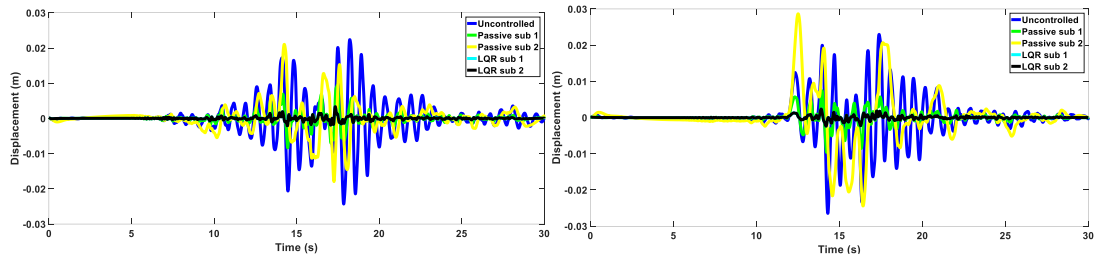 0.03
0.02
0.01
0
-0.01
-0.02
-0.03
Displacement (m)
0 5 10 15 20 25 30
Time (s)
Uncontrolled
Passive sub 1
Passive sub 2
LQR sub 1
LQR sub 2
0.03
0.02
0.01
0
-0.01
-0.02
-0.03
Displacement (m)
0 5 10 15 20 25 30
Time (s)
Uncontrolled
Passive sub 1
Passive sub 2
LQR sub 1
LQR sub 2